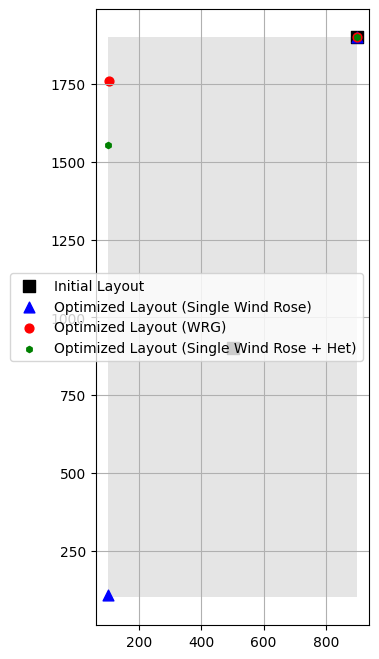 1750
1500
1250
Initial Layout
Optimized Layout (Single Wind Rose)
1000
Optimized Layout (WRG)
Optimized Layout (Single Wind Rose + Het)
750
500
250
200 400 600 800